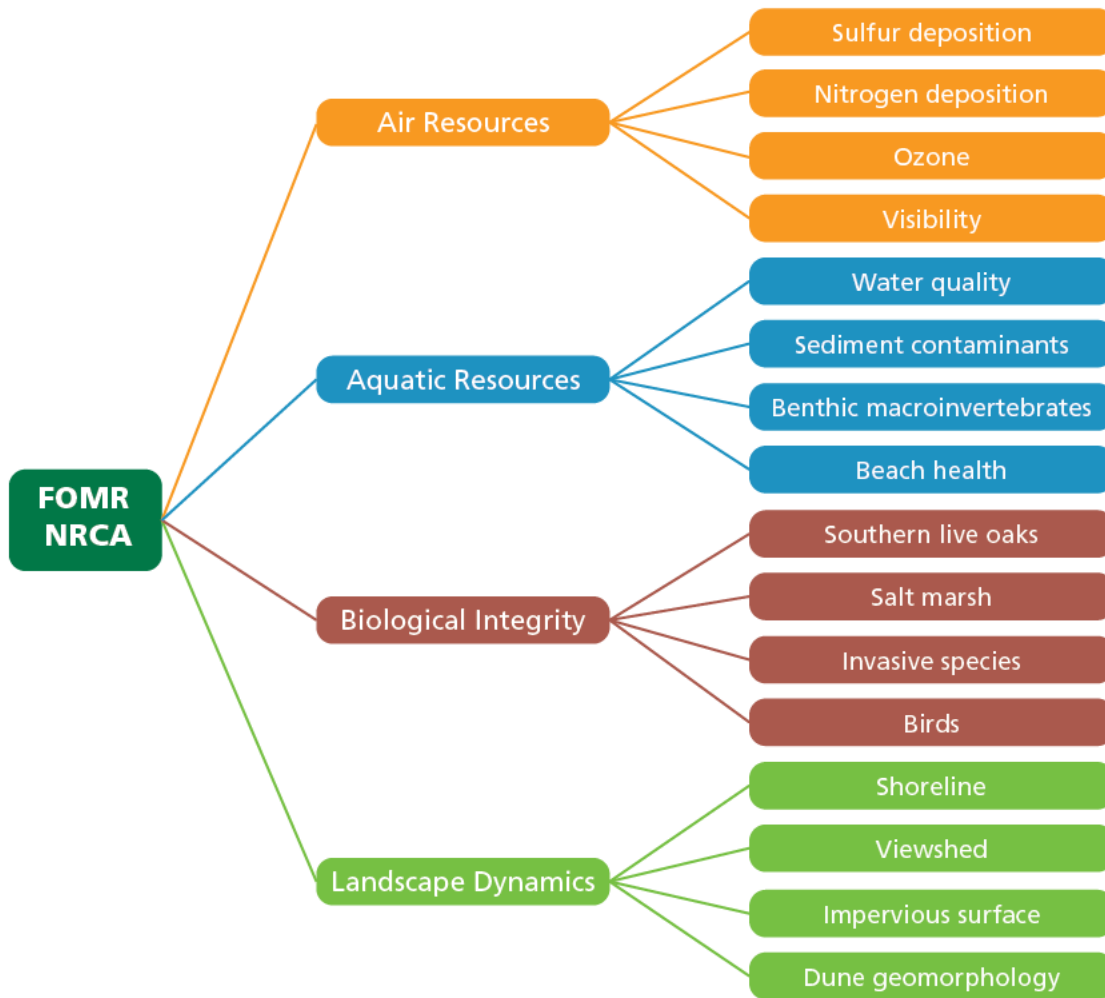 Sulfur deposition
Nitrogen deposition
Air Resources
Ozone
Visibility
Water quality
Sediment contaminants
Aquatic Resources
Benthic macroinvertebrates
Beach health
FOMR
NRCA
Southern live oaks
Salt marsh
Biological Integrity
Invasive species
Birds
Shoreline
Viewshed
Landscape Dynamics
Impervious surface
Dune geomorphology